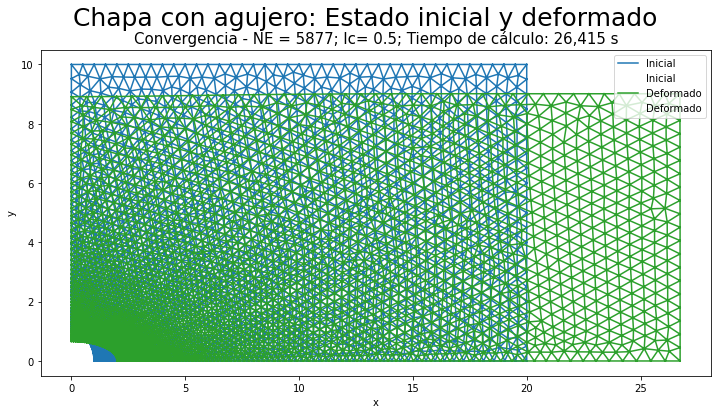 Chapa con agujero: Estado inicial y deformado
Convergencia - NE = 5877; lc= 0.5; Tiempo de cálculo: 26,415 s
Inicial
Inicial
Deformado
Deformado
10
8
6
4
2
0
y
0 5 10 15 20 25
x